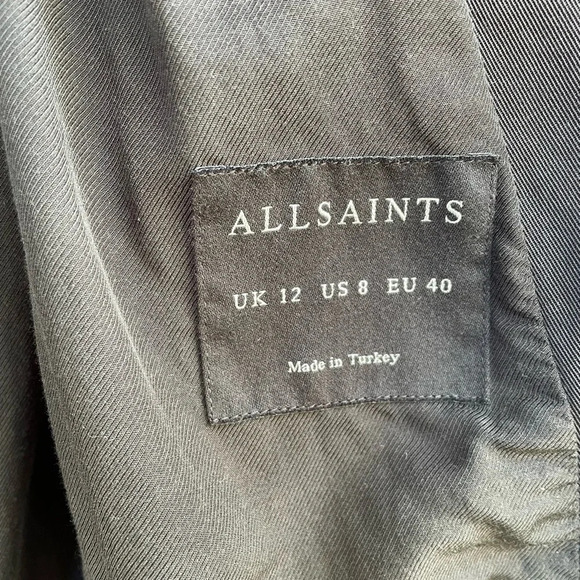 ALLSAINTS
UK 12 US 8 EU 40
Made in Turkey